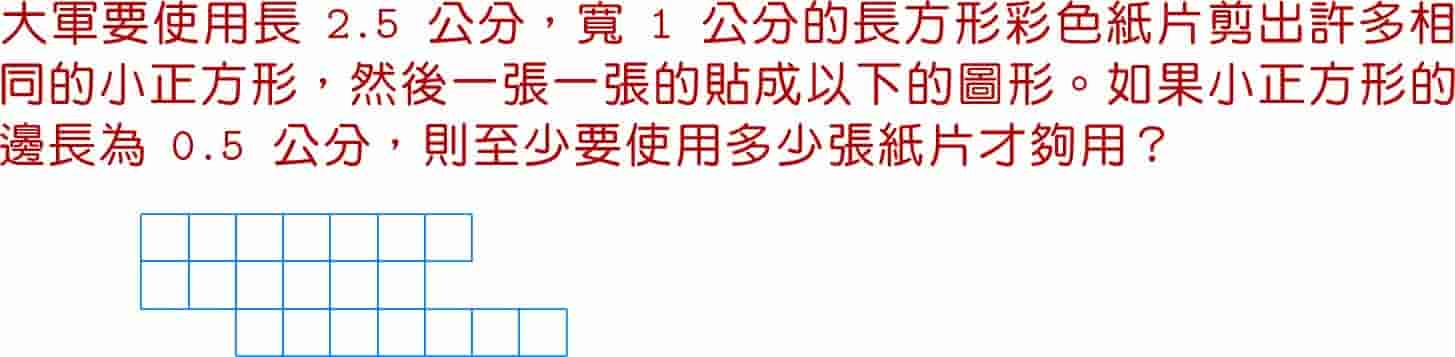 大軍要使用長 2.5 公分，寬 1 公分的長方形彩色紙片剪出許多相
同的小正方形，然後一張一張的貼成以下的圖形。如果小正方形的
邊長為 0.5 公分，則至少要使用多少張紙片才夠用？